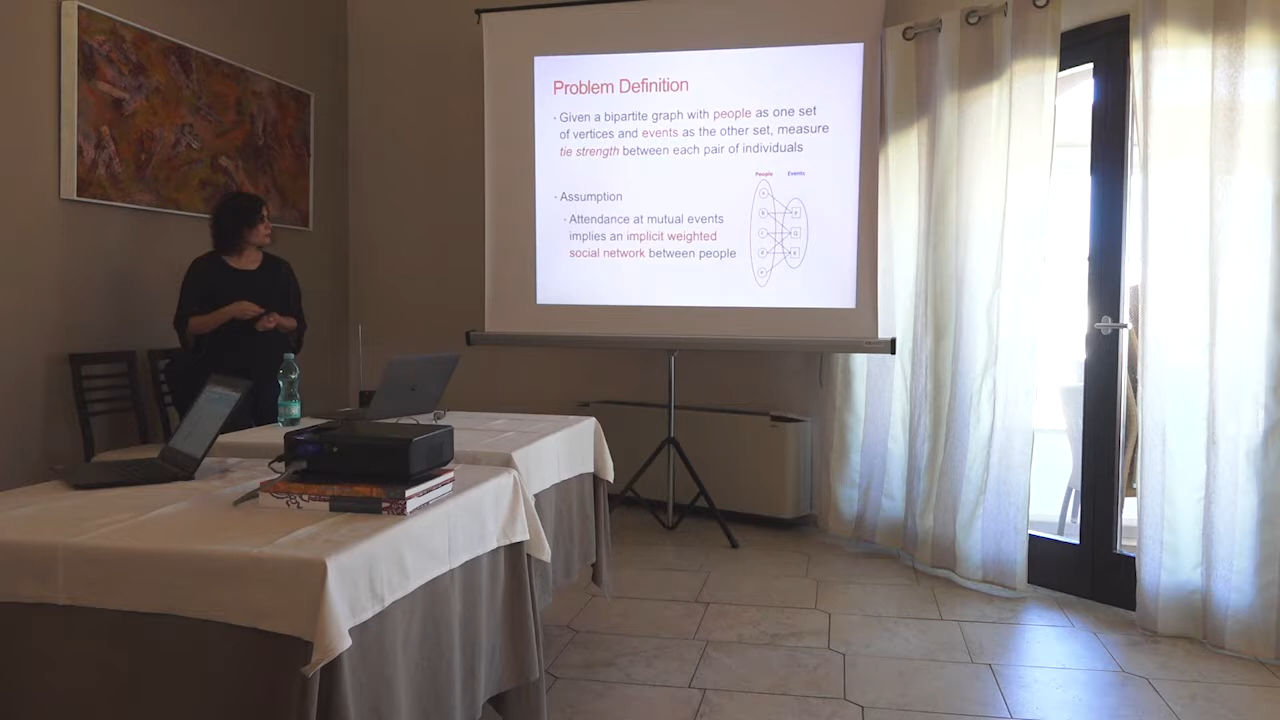 Problem Definition
• Given a bipartite graph with people as one set
of vertices and events as the other set, measure
tie strength between each pair of individuals
• Assumption
• Attendance at mutual events
implies an implicit weighted
social network between people
People Events